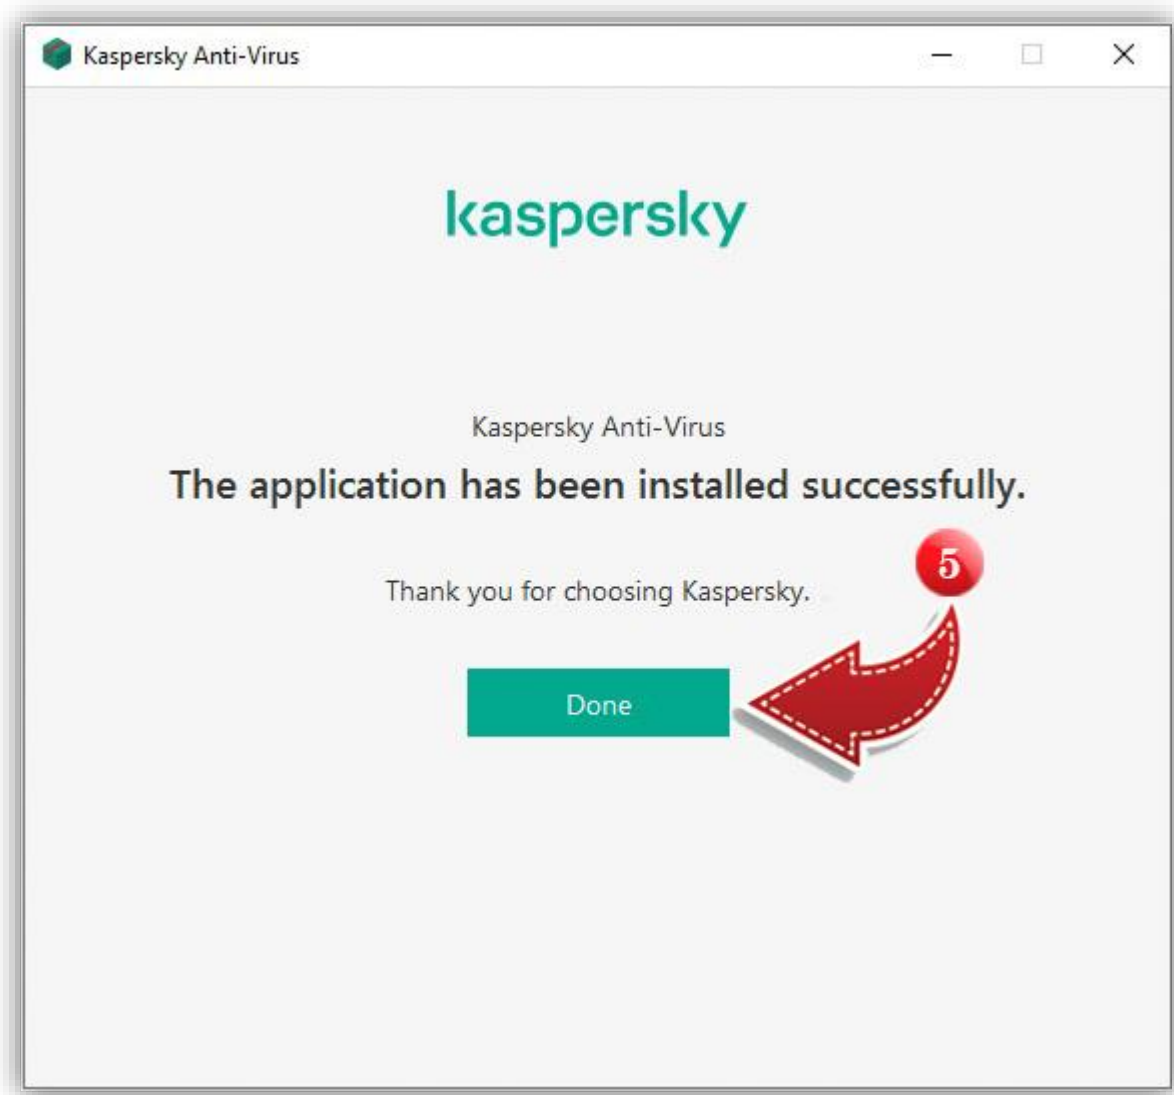 Kaspersky Anti-Virus
kaspersky
Kaspersky Anti-Virus
The application has been installed successfully.
5
Thank you for choosing Kaspersky.
Done